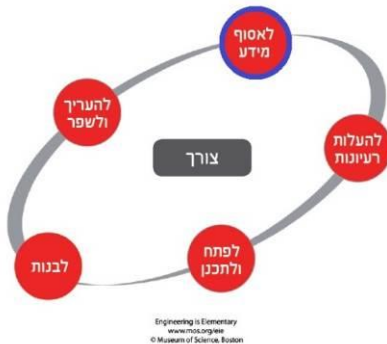 לאסוף
מידע
להעלות
רעיונות
לפתח
ולתכנן
לבנות
להעריך
ולשפר
צורך
Engineering is Elementary
www.mos.org/eie
© Museum of Science, Boston